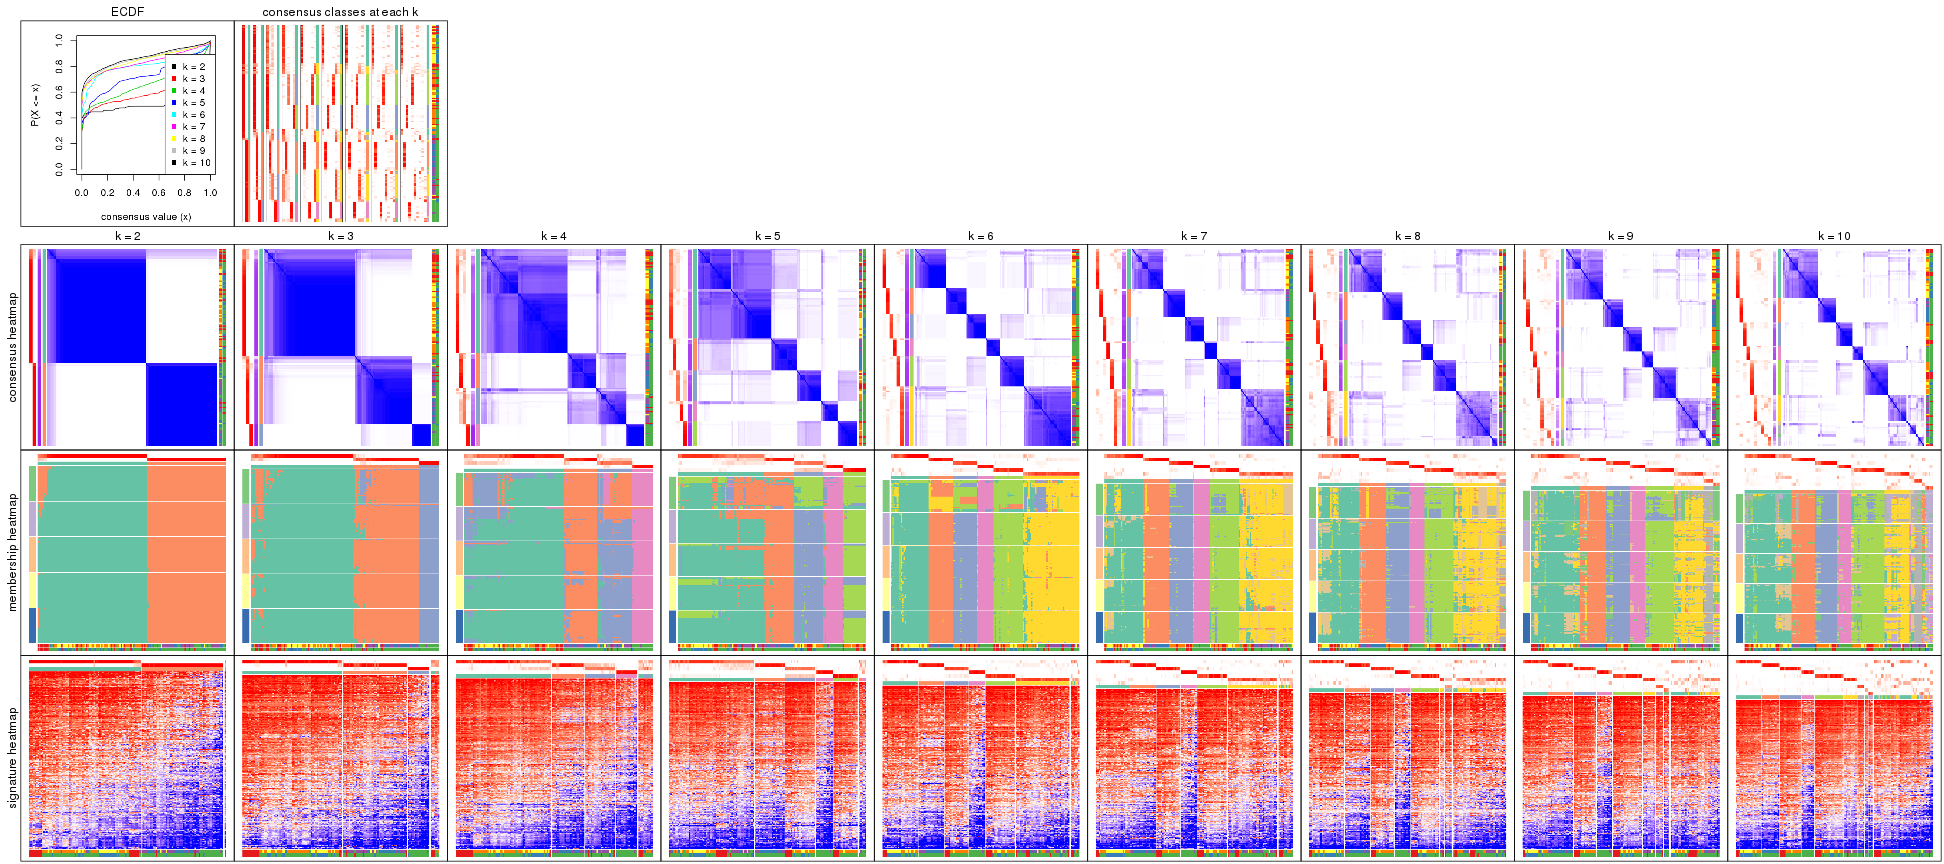 ECDF
consensus classes at each k
P(X <= x)
0.0 0.2 0.4 0.6 0.8 1.0
k = 2
k = 3
k = 4
k = 5
k = 6
k = 7
k = 8
k = 9
k = 10
0.0 0.2 0.4 0.6 0.8 1.0
consensus value (x)
k = 2 k = 3 k = 4 k = 5 k = 6 k = 7 k = 8 k = 9 k = 10
consensus heatmap
membership heatmap
signature heatmap